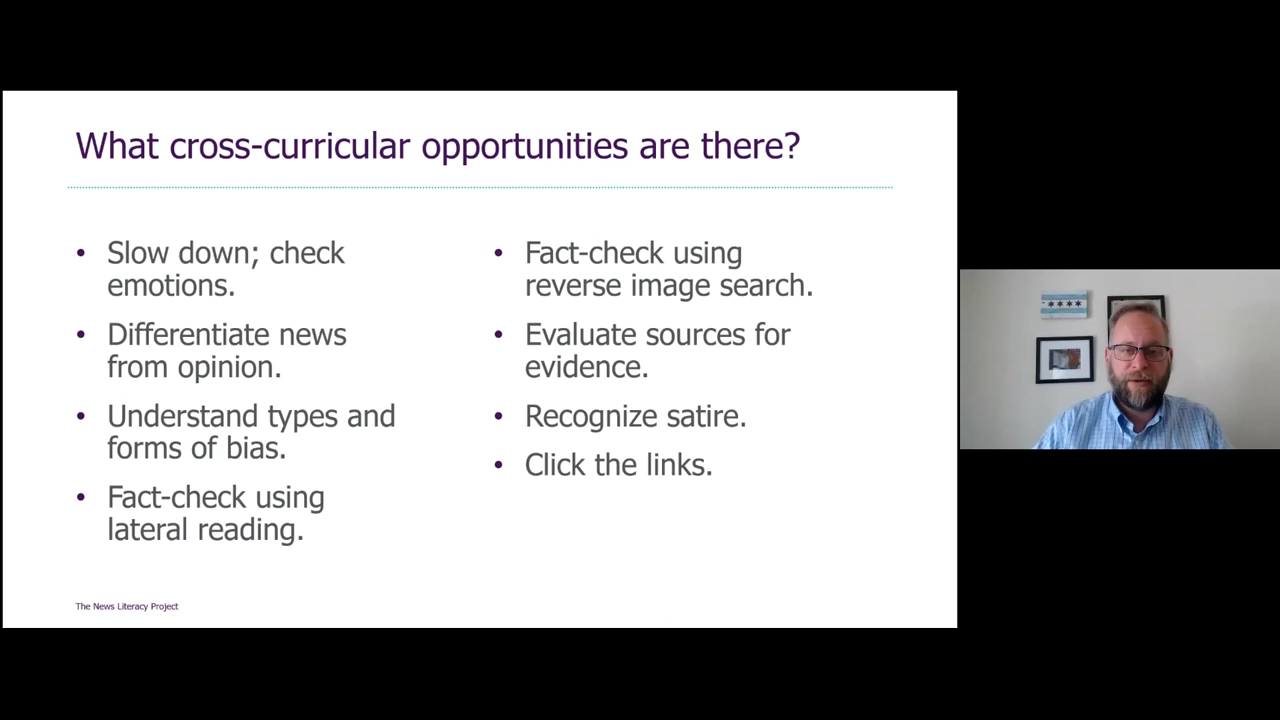 What cross-curricular opportunities are there?
• Slow down; check
emotions.
• Differentiate news
from opinion.
• Understand types and
forms of bias.
• Fact-check using
lateral reading.
• Fact-check using
reverse image search.
• Evaluate sources for
evidence.
• Recognize satire.
• Click the links.
The News Literacy Project